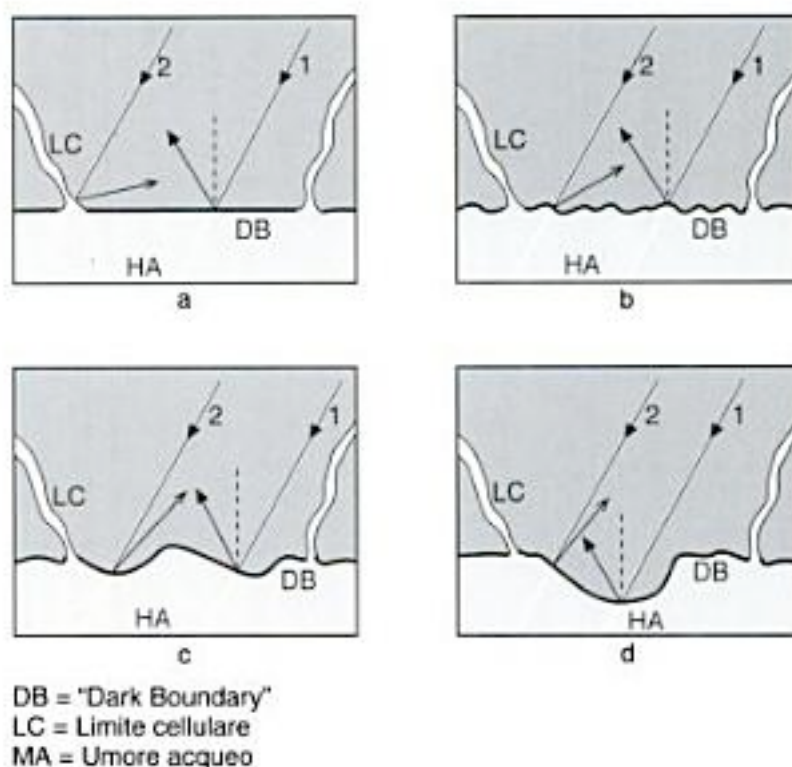 2 1 2 1
LC LC
DB DB
HA HA
a b
2 1 2 1
LC LC
DB DB
HA HA
c d
DB = "Dark Boundary"
LC = Limite cellulare
MA = Umore acqueo